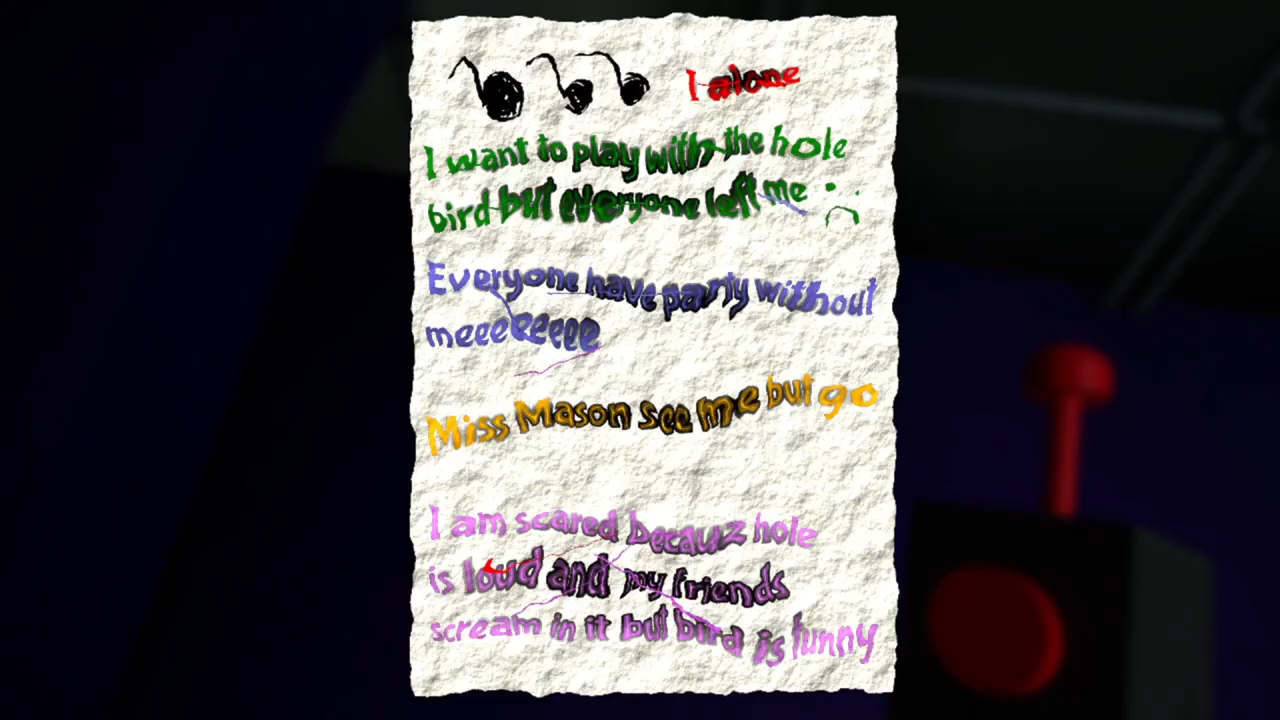 I alone
I want to play with the hole
bird but everyone left me :(
Everyone have party without
meeeeeeee
Miss Mason see me but go
I am scared becauz hole
is loud and my friends
scream in it but bird is funny